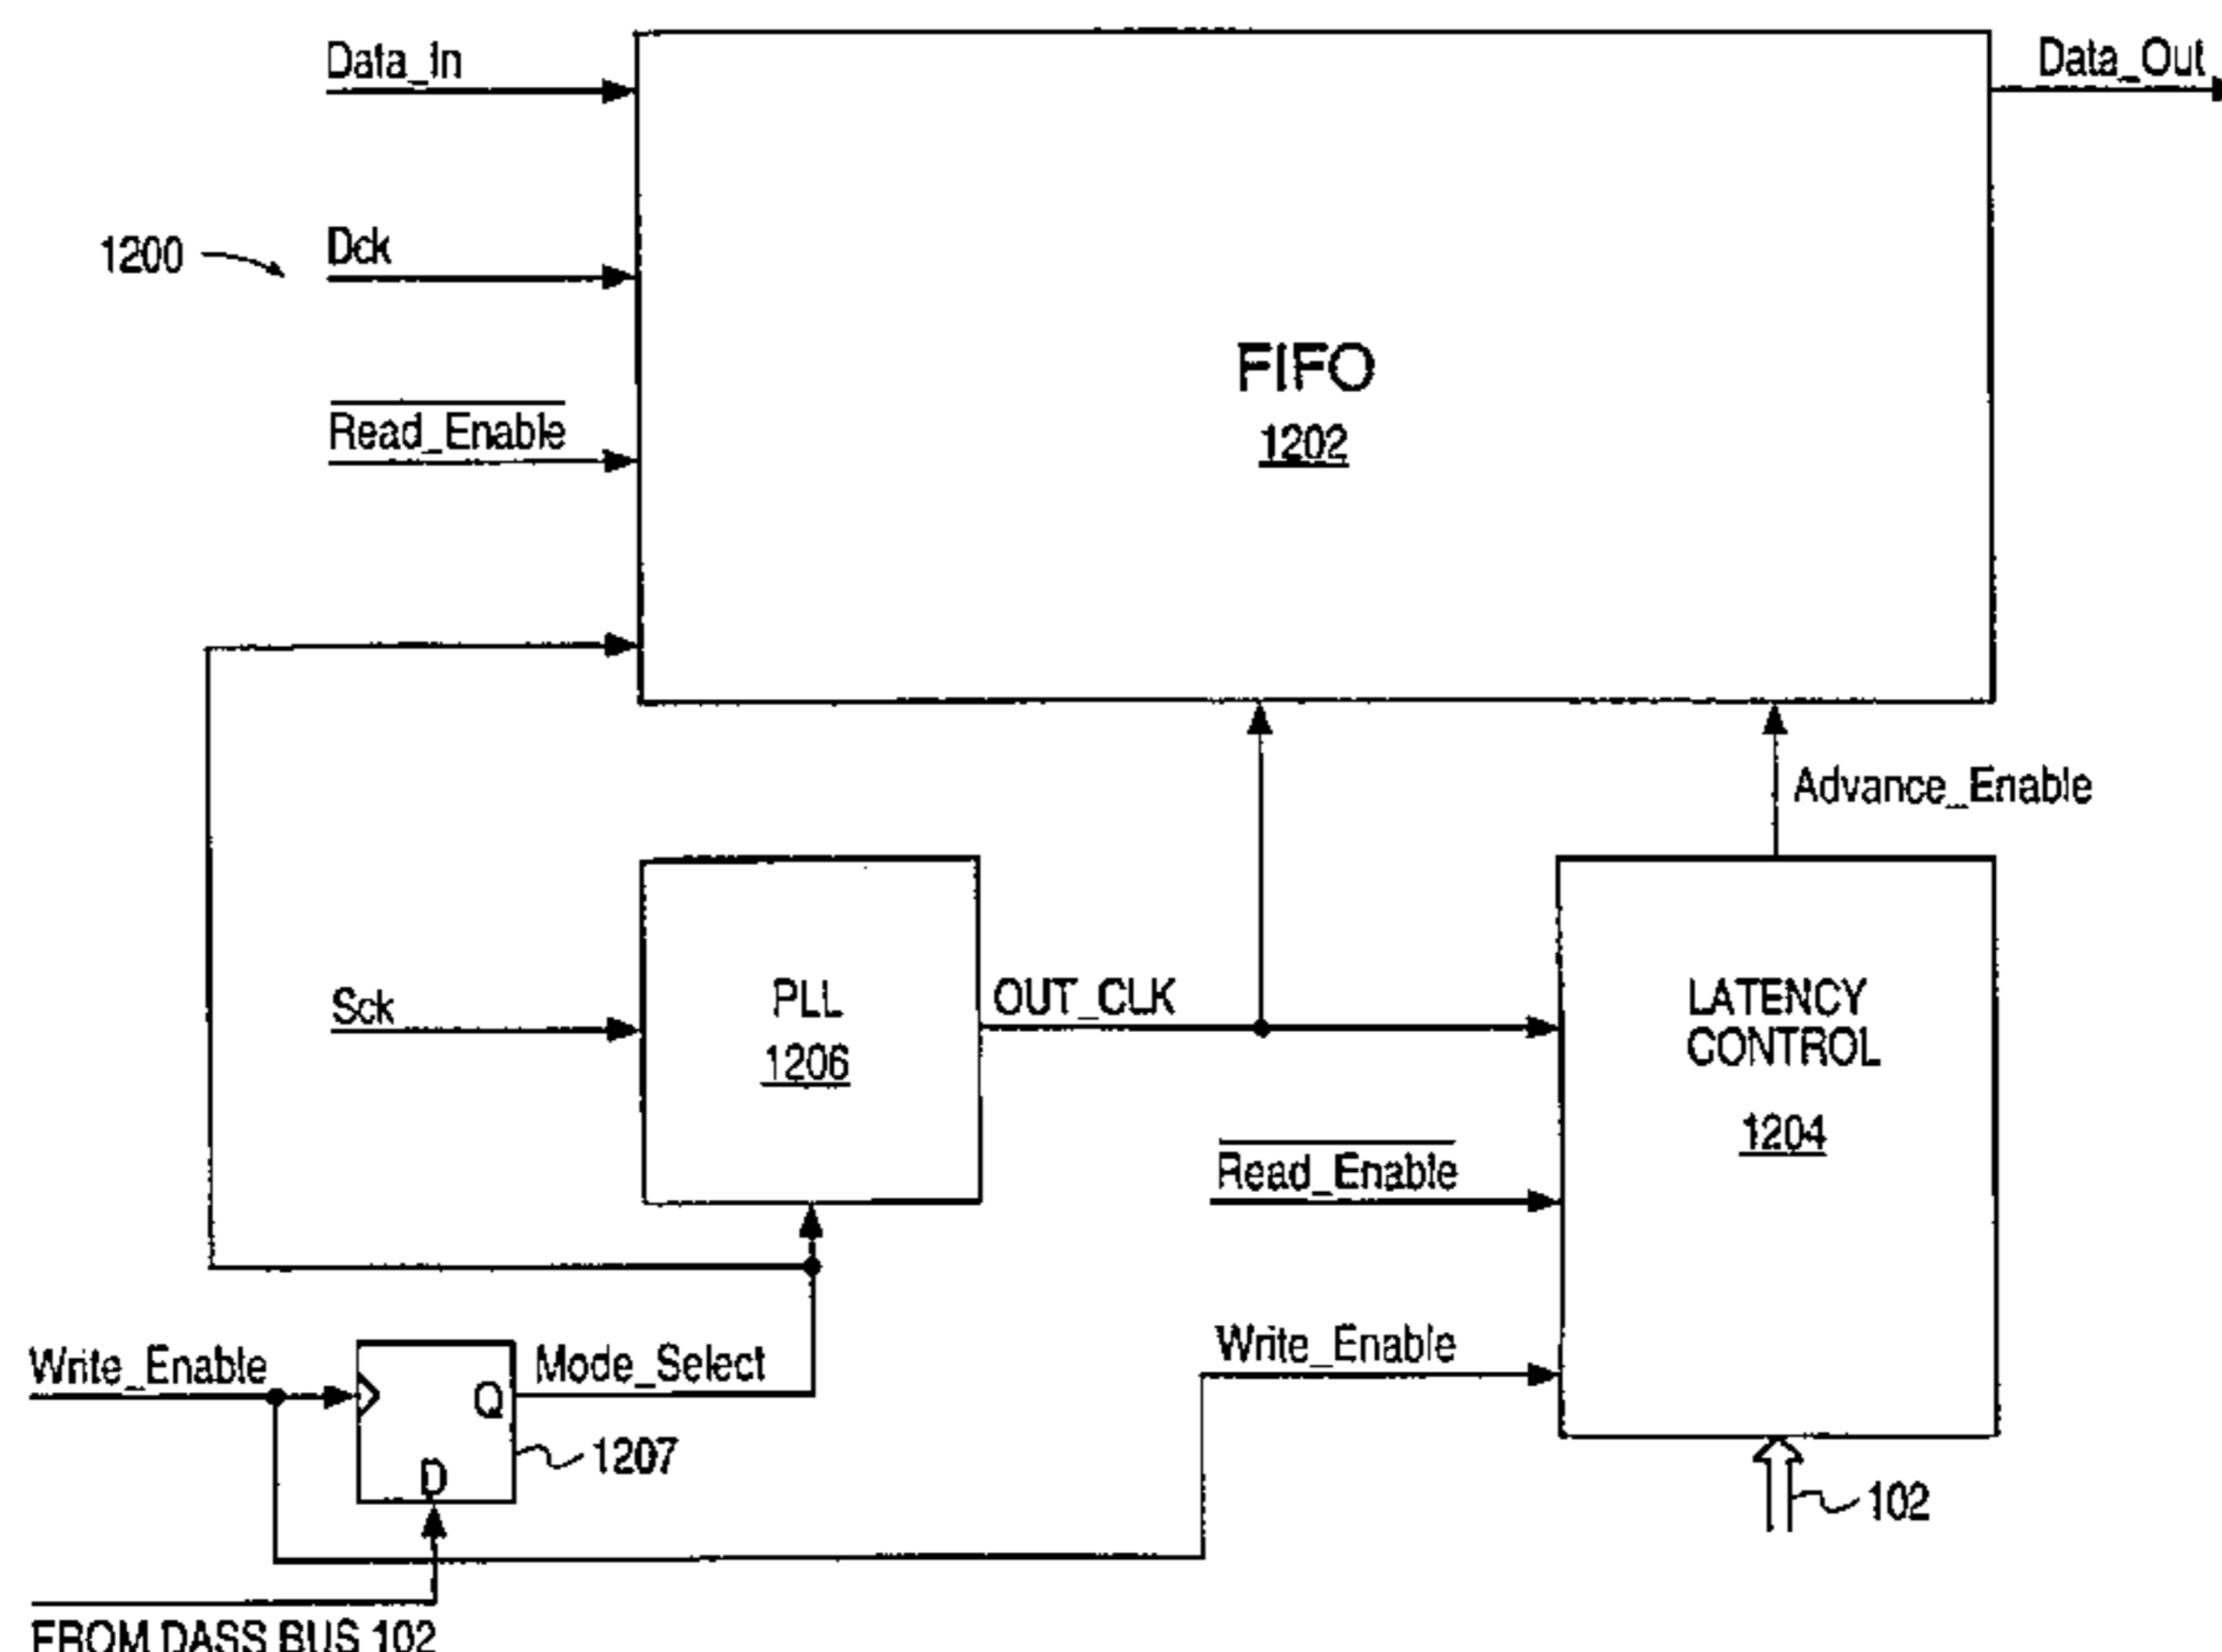 Data_In
Data_Out
1200
Dck
FIFO
1202
Read_Enable
Advance_Enable
Sck
PLL
1206
OUT_CLK
LATENCY
CONTROL
1204
Read_Enable
Write_Enable
Mode_Select
Write_Enable
Q
D
1207
102
FROM DASS BUS 102